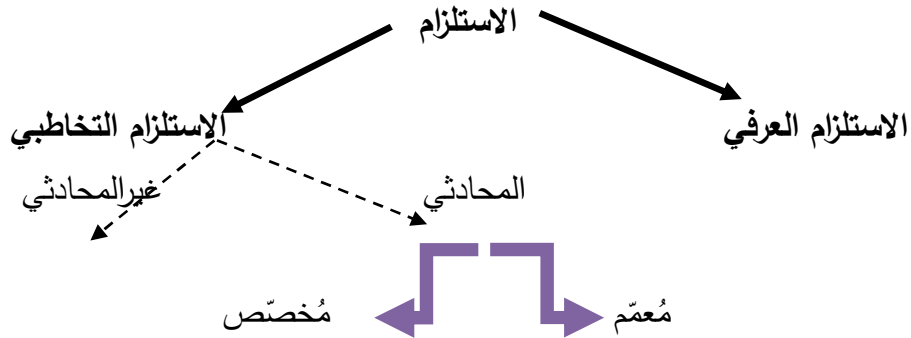 الاستلزام
الاستلزام العرفي
الاستلزام التخاطبي
المحادثي
غيرالمحادثي
مُعمّم
مُخصّص